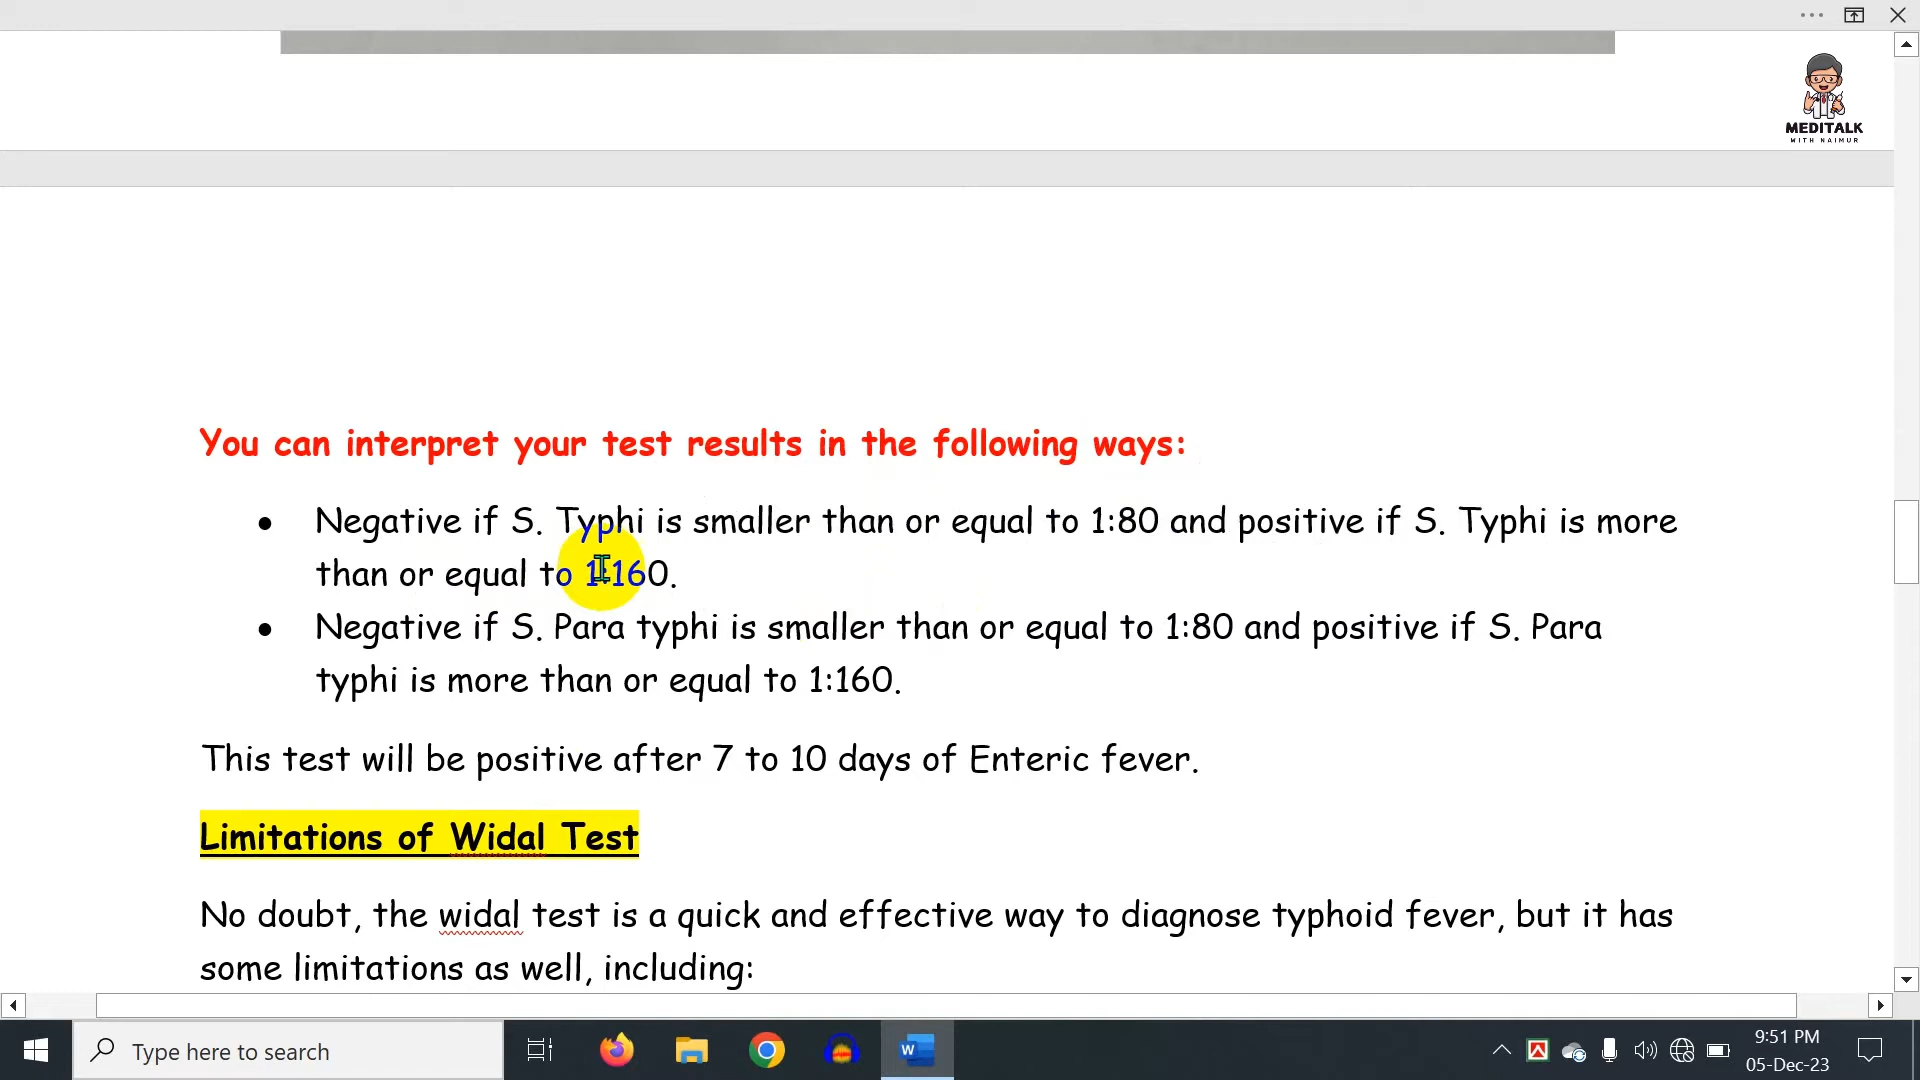 MEDITALK
WITH NAIMUR
You can interpret your test results in the following ways:
• Negative if S. Typhi is smaller than or equal to 1:80 and positive if S. Typhi is more
than or equal to 1:160.
• Negative if S. Para typhi is smaller than or equal to 1:80 and positive if S. Para
typhi is more than or equal to 1:160.
This test will be positive after 7 to 10 days of Enteric fever.
Limitations of Widal Test
No doubt, the widal test is a quick and effective way to diagnose typhoid fever, but it has
some limitations as well, including:
Type here to search
W
9:51 PM
05-Dec-23